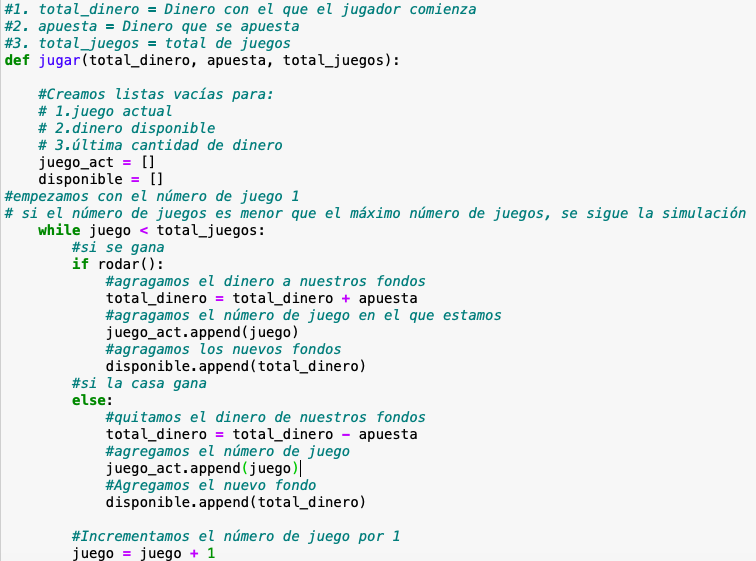 #1. total_dinero = Dinero con el que el jugador comienza
#2. apuesta = Dinero que se apuesta
#3. total_juegos = total de juegos
def jugar(total_dinero, apuesta, total_juegos):
#Creamos listas vacías para:
# 1.juego actual
# 2.dinero disponible
# 3.última cantidad de dinero
juego_act = []
disponible = []
#empezamos con el número de juego 1
# si el número de juegos es menor que el máximo número de juegos, se sigue la simulación
while juego < total_juegos:
#si se gana
if rodar():
#agragamos el dinero a nuestros fondos
total_dinero = total_dinero + apuesta
#agragamos el número de juego en el que estamos
juego_act.append(juego)
#agragamos los nuevos fondos
disponible.append(total_dinero)
#si la casa gana
else:
#quitamos el dinero de nuestros fondos
total_dinero = total_dinero - apuesta
#agregamos el número de juego
juego_act.append(juego)
#Agregamos el nuevo fondo
disponible.append(total_dinero)
#Incrementamos el número de juego por 1
juego = juego + 1